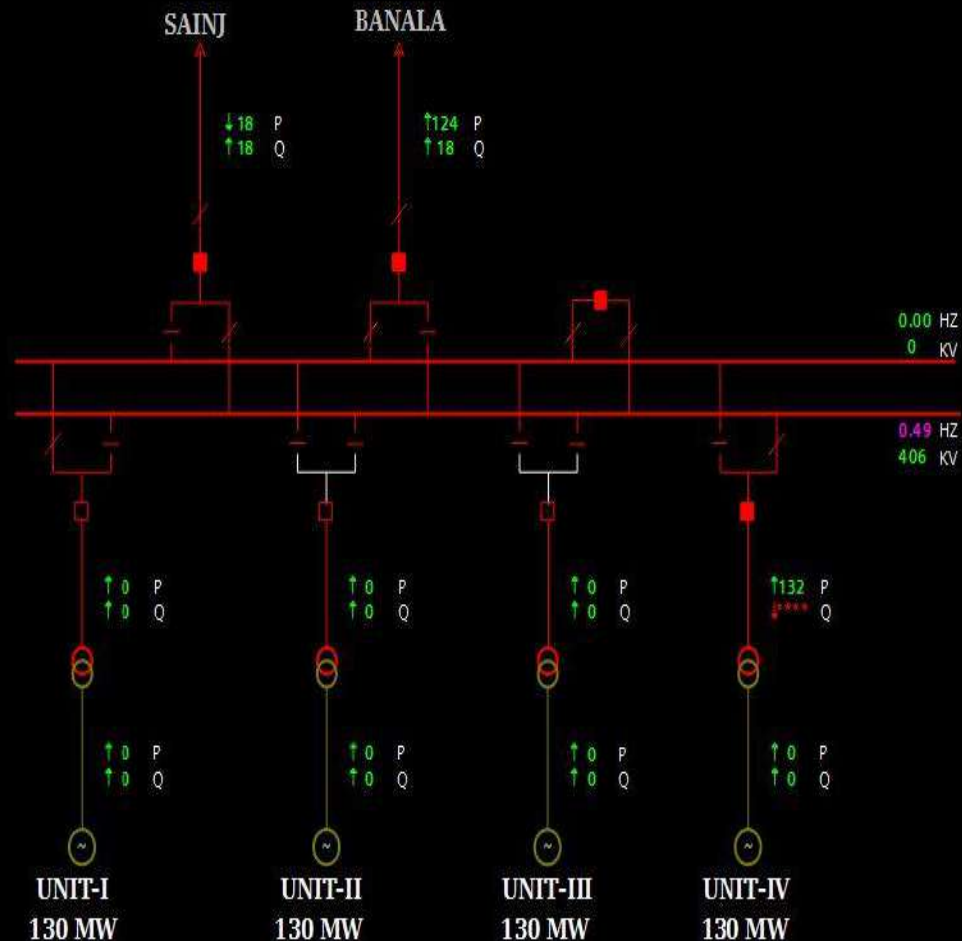 SAINJ BANALA
↓18 P ↑124 P
↑18 Q ↑18 Q
0.00 HZ
0 KV
0.49 HZ
406 KV
↑0 P ↑0 P ↑0 P ↑132 P
↑0 Q ↑0 Q ↑0 Q ↓**** Q
↑0 P ↑0 P ↑0 P ↑0 P
↑0 Q ↑0 Q ↑0 Q ↑0 Q
~ ~ ~ ~
UNIT-I UNIT-II UNIT-III UNIT-IV
130 MW 130 MW 130 MW 130 MW